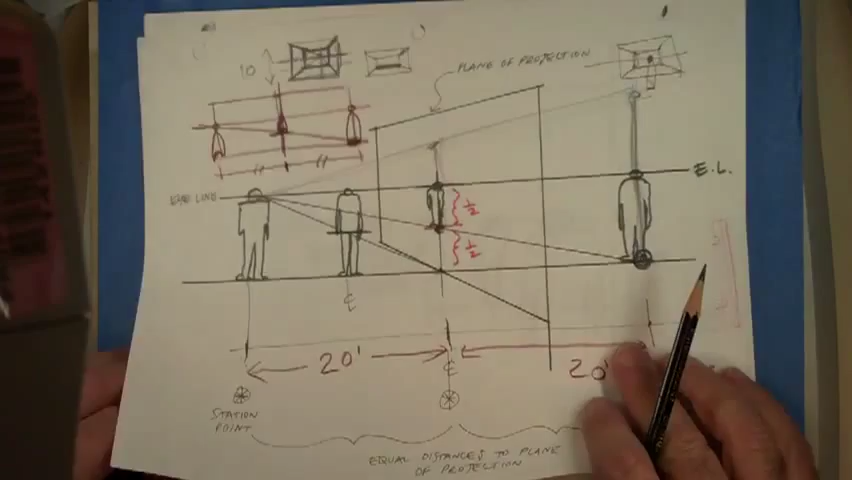 10
PLANE OF PROJECTION
EYE LINE
E.L.
1/2
1/2
℄
20'
℄
20'
STATION
POINT
EQUAL DISTANCES TO PLANE
OF PROJECTION